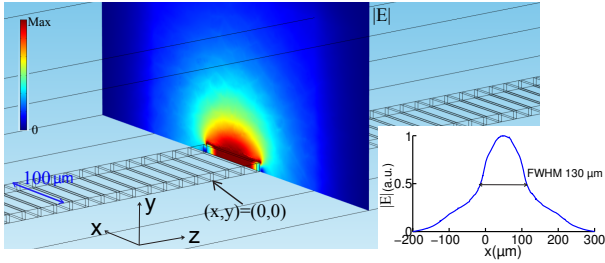 Max
0
|E|
100μm
x
y
z
(x,y)=(0,0)
|E|(a.u.)
1
0.5
0
FWHM 130 μm
-200 -100 0 100 200 300
x(μm)